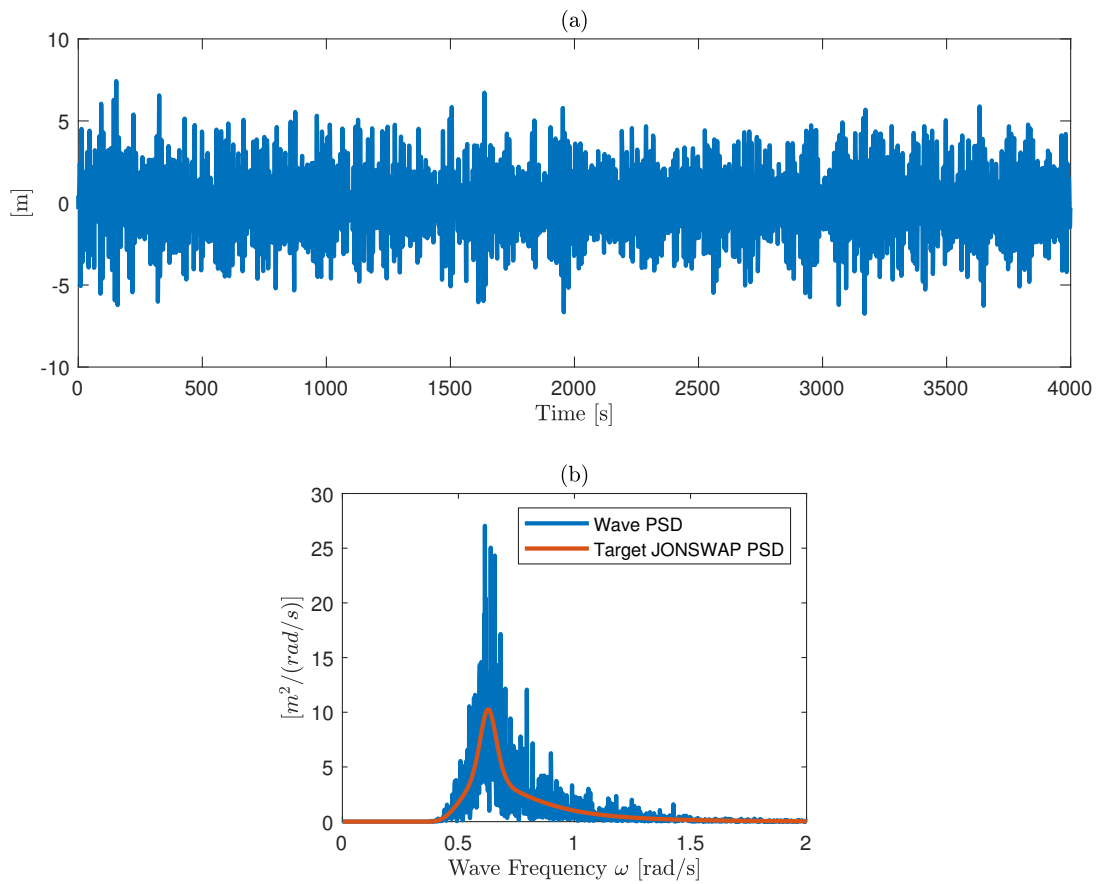 (a)
10
5
0
-5
-10
[m]
0 500 1000 1500 2000 2500 3000 3500 4000
Time [s]
(b)
30
25
20
15
10
5
0
[m²/(rad/s)]
Wave PSD
Target JONSWAP PSD
0 0.5 1 1.5 2
Wave Frequency ω [rad/s]